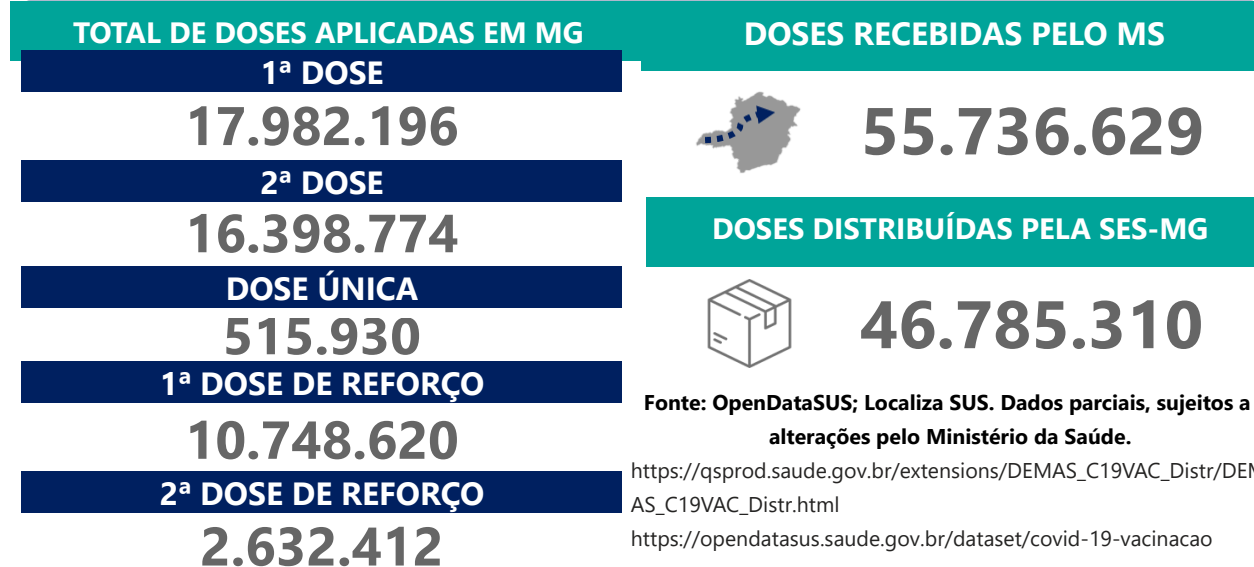 TOTAL DE DOSES APLICADAS EM MG
1ª DOSE
17.982.196
2ª DOSE
16.398.774
DOSE ÚNICA
515.930
1ª DOSE DE REFORÇO
10.748.620
2ª DOSE DE REFORÇO
2.632.412
DOSES RECEBIDAS PELO MS
55.736.629
DOSES DISTRIBUÍDAS PELA SES-MG
46.785.310
Fonte: OpenDataSUS; Localiza SUS. Dados parciais, sujeitos a
alterações pelo Ministério da Saúde.
https://qsprod.saude.gov.br/extensions/DEMAS_C19VAC_Distr/DEM
AS_C19VAC_Distr.html
https://opendatasus.saude.gov.br/dataset/covid-19-vacinacao